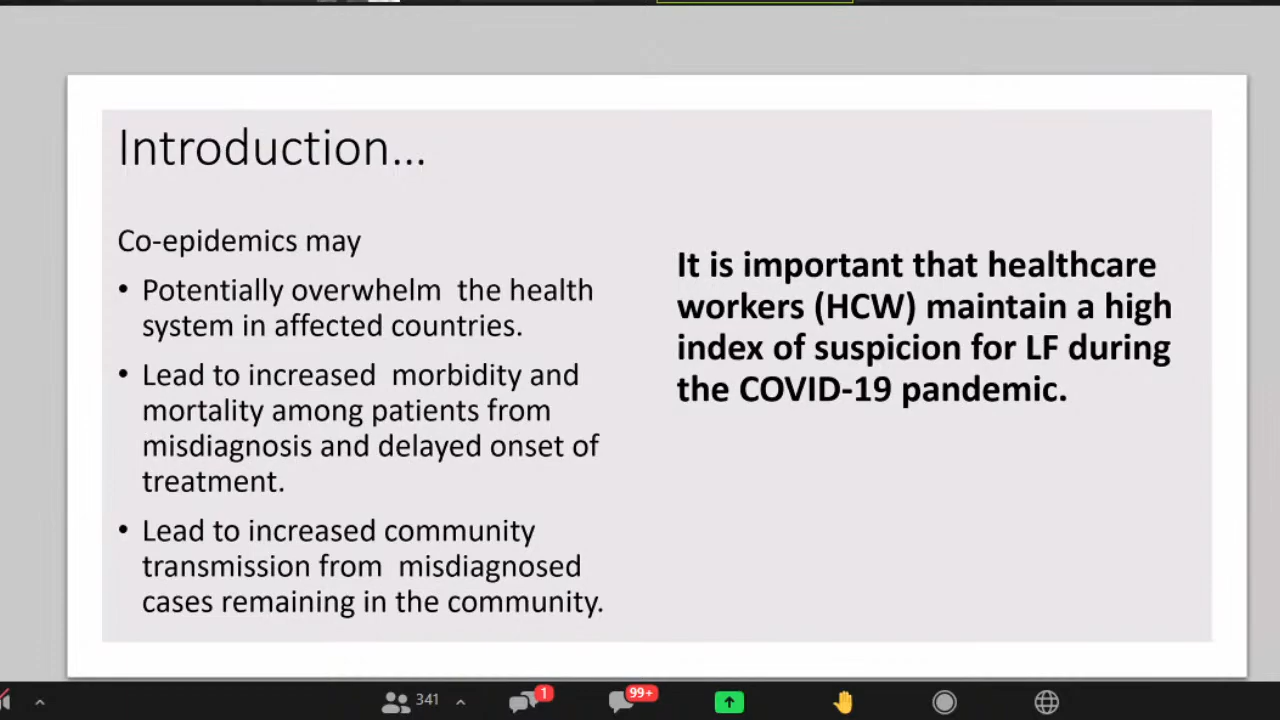 Introduction...
Co-epidemics may
• Potentially overwhelm the health
system in affected countries.
• Lead to increased morbidity and
mortality among patients from
misdiagnosis and delayed onset of
treatment.
• Lead to increased community
transmission from misdiagnosed
cases remaining in the community.
It is important that healthcare
workers (HCW) maintain a high
index of suspicion for LF during
the COVID-19 pandemic.
341
1
99+